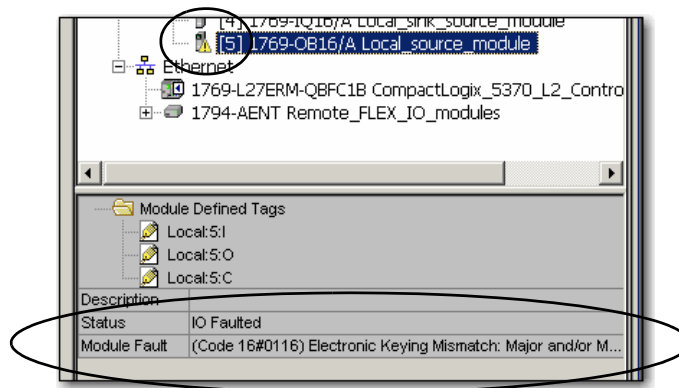 [4] 1769-IQ16/A Local_sink_source_module
[5] 1769-OB16/A Local_source_module
Ethernet
1769-L27ERM-QBFC1B CompactLogix_5370_L2_Contro
1794-AENT Remote_FLEX_IO_modules
Module Defined Tags
Local:5:I
Local:5:O
Local:5:C
Description
Status IO Faulted
Module Fault (Code 16#0116) Electronic Keying Mismatch: Major and/or M...